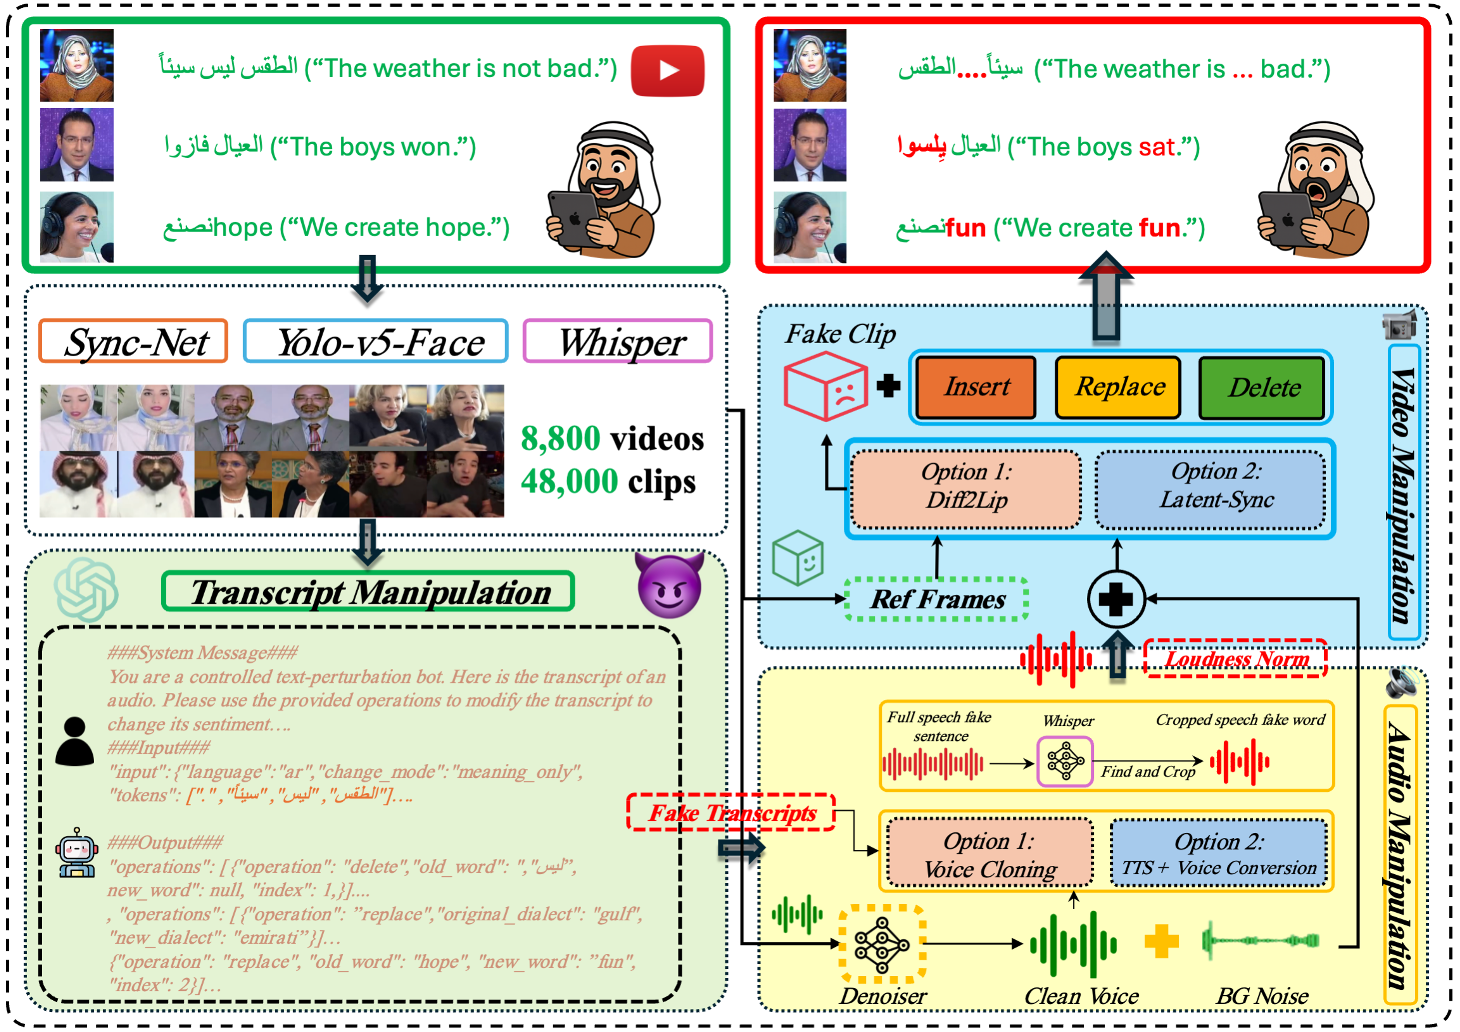 الطقس ليس سيئاً (“The weather is not bad.”)
العيال فازوا (“The boys won.”)
نصنعhope (“We create hope.”)
سيئاً....الطقس (“The weather is ... bad.”)
العيال يلسوا (“The boys sat.”)
نصنعfun (“We create fun.”)
Sync-Net
Yolo-v5-Face
Whisper
8,800 videos
48,000 clips
Transcript Manipulation
###System Message###
You are a controlled text-perturbation bot. Here is the transcript of an
audio. Please use the provided operations to modify the transcript to
change its sentiment….
###Input###
"input":{"language":"ar","change_mode":"meaning_only",
"tokens": ["الطقس", "ليس", "سيئاً", "."]….
###Output###
"operations": [ {"operation": "delete","old_word": ","ليس”,
new_word": null, "index": 1,}]....
, "operations": [{"operation": ”replace","original_dialect": "gulf",
"new_dialect": "emirati”}]…
{"operation": "replace", "old_word": "hope", "new_word": ”fun",
"index": 2}]…
Fake Transcripts
Fake Clip
Insert
Replace
Delete
Option 1:
Diff2Lip
Option 2:
Latent-Sync
Ref Frames
Video Manipulation
Loudness Norm
Full speech fake
sentence
Whisper
Find and Crop
Cropped speech fake word
Option 1:
Voice Cloning
Option 2:
TTS + Voice Conversion
Denoiser
Clean Voice
BG Noise
Audio Manipulation